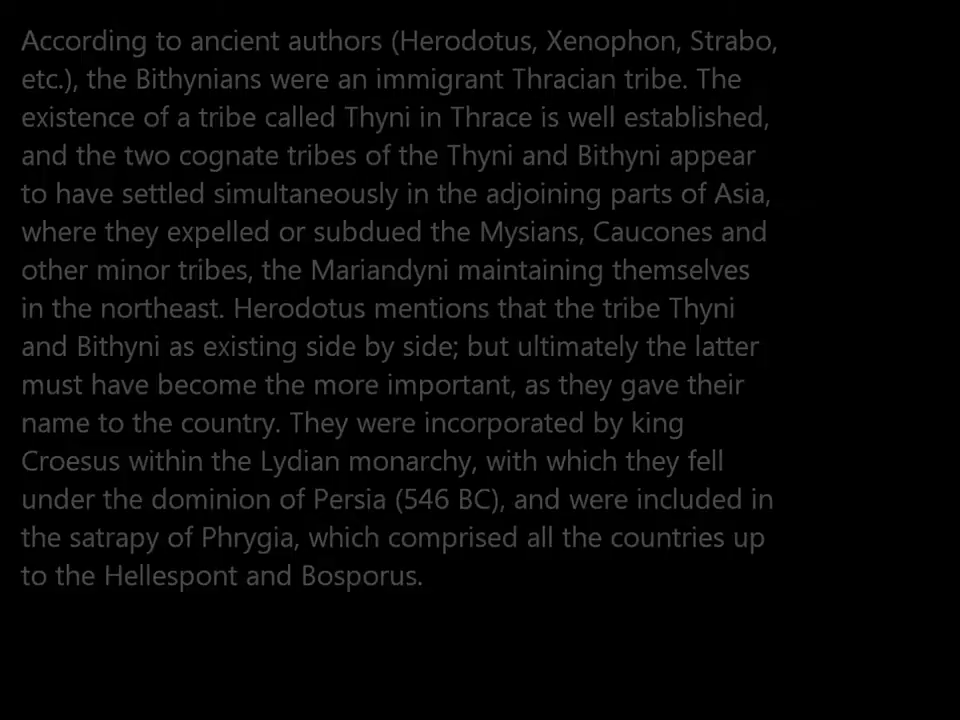 According to ancient authors (Herodotus, Xenophon, Strabo,
etc.), the Bithynians were an immigrant Thracian tribe. The
existence of a tribe called Thyni in Thrace is well established,
and the two cognate tribes of the Thyni and Bithyni appear
to have settled simultaneously in the adjoining parts of Asia,
where they expelled or subdued the Mysians, Caucones and
other minor tribes, the Mariandyni maintaining themselves
in the northeast. Herodotus mentions that the tribe Thyni
and Bithyni as existing side by side; but ultimately the latter
must have become the more important, as they gave their
name to the country. They were incorporated by king
Croesus within the Lydian monarchy, with which they fell
under the dominion of Persia (546 BC), and were included in
the satrapy of Phrygia, which comprised all the countries up
to the Hellespont and Bosporus.